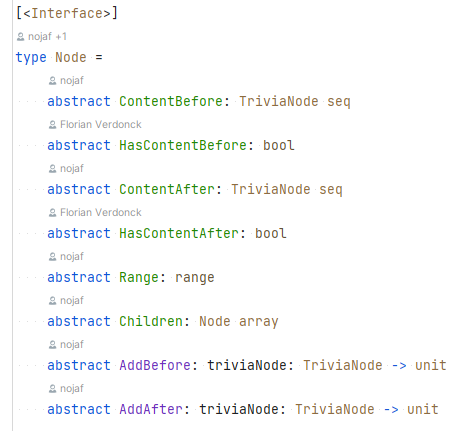 [<Interface>]
nojaf +1
type Node =
nojaf
abstract ContentBefore: TriviaNode seq
Florian Verdonck
abstract HasContentBefore: bool
nojaf
abstract ContentAfter: TriviaNode seq
Florian Verdonck
abstract HasContentAfter: bool
nojaf
abstract Range: range
nojaf
abstract Children: Node array
nojaf
abstract AddBefore: triviaNode: TriviaNode -> unit
nojaf
abstract AddAfter: triviaNode: TriviaNode -> unit